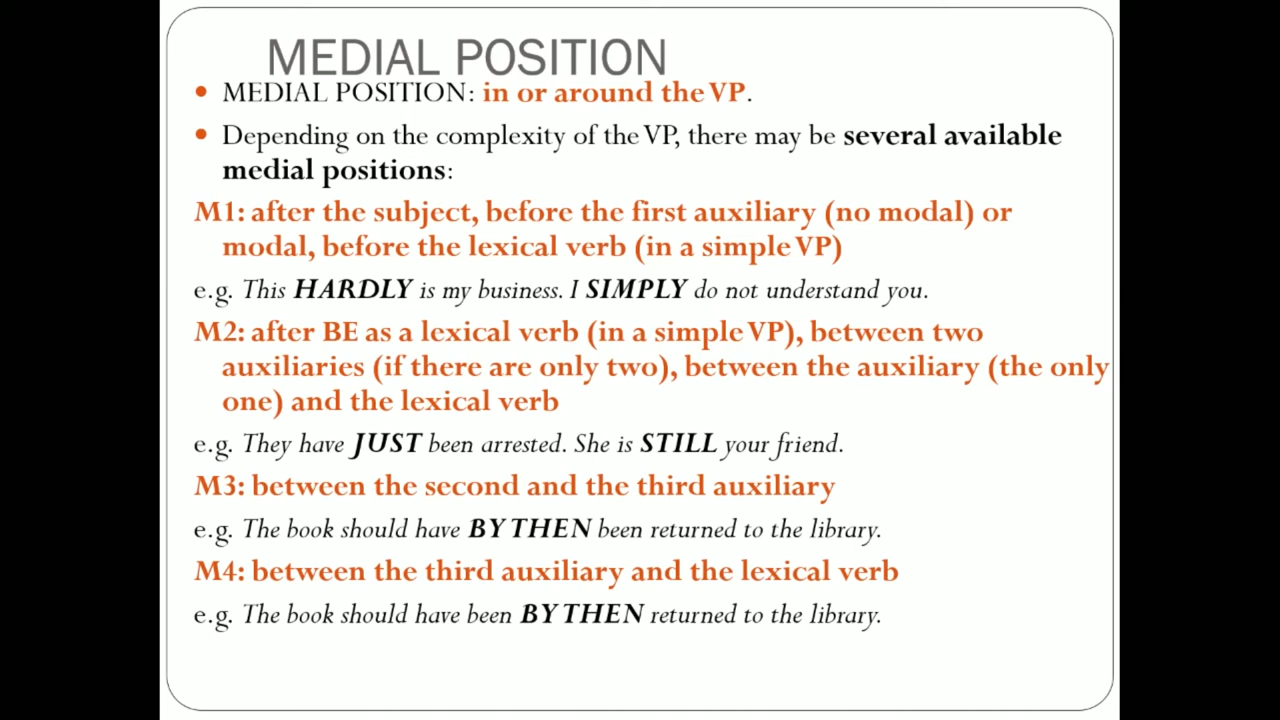 MEDIAL POSITION
• MEDIAL POSITION: in or around the VP.
• Depending on the complexity of the VP, there may be several available
medial positions:
M1: after the subject, before the first auxiliary (no modal) or
modal, before the lexical verb (in a simple VP)
e.g. This HARDLY is my business. I SIMPLY do not understand you.
M2: after BE as a lexical verb (in a simple VP), between two
auxiliaries (if there are only two), between the auxiliary (the only
one) and the lexical verb
e.g. They have JUST been arrested. She is STILL your friend.
M3: between the second and the third auxiliary
e.g. The book should have BY THEN been returned to the library.
M4: between the third auxiliary and the lexical verb
e.g. The book should have been BY THEN returned to the library.